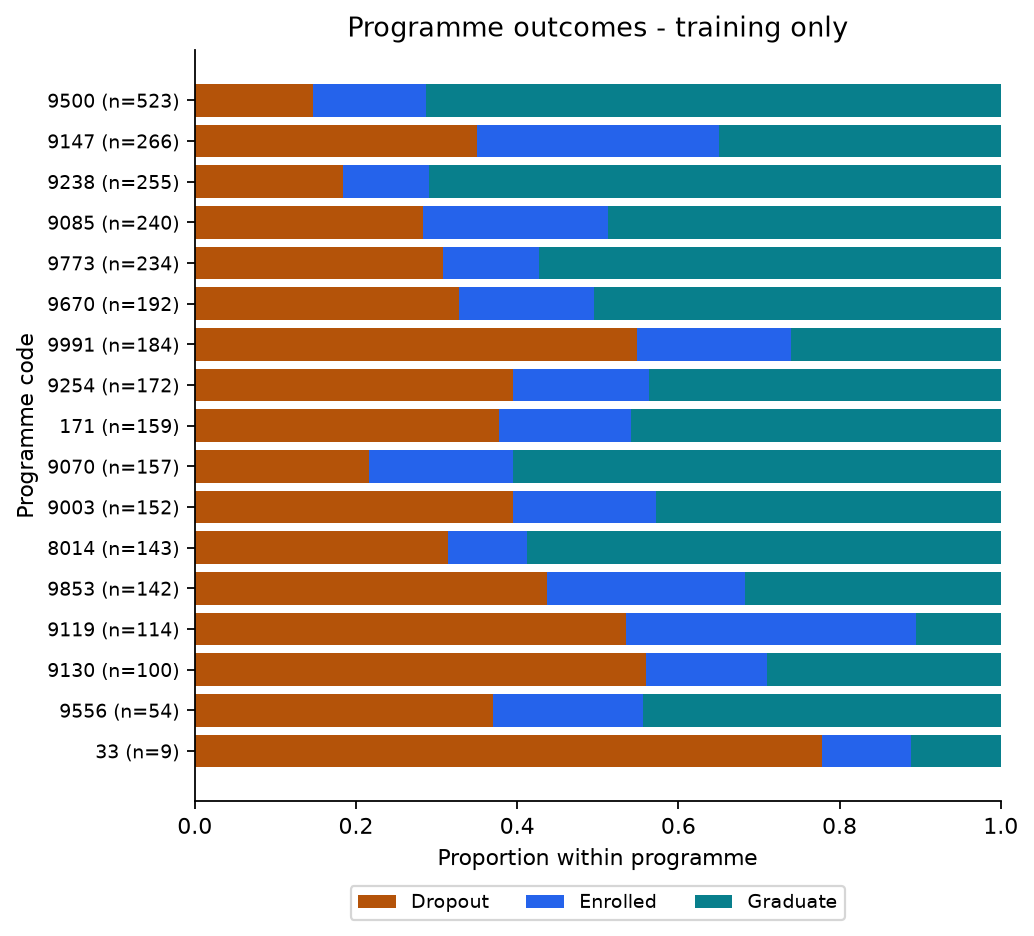 Programme outcomes - training only
Programme code
9500 (n=523)
9147 (n=266)
9238 (n=255)
9085 (n=240)
9773 (n=234)
9670 (n=192)
9991 (n=184)
9254 (n=172)
171 (n=159)
9070 (n=157)
9003 (n=152)
8014 (n=143)
9853 (n=142)
9119 (n=114)
9130 (n=100)
9556 (n=54)
33 (n=9)
0.0 0.2 0.4 0.6 0.8 1.0
Proportion within programme
Dropout Enrolled Graduate